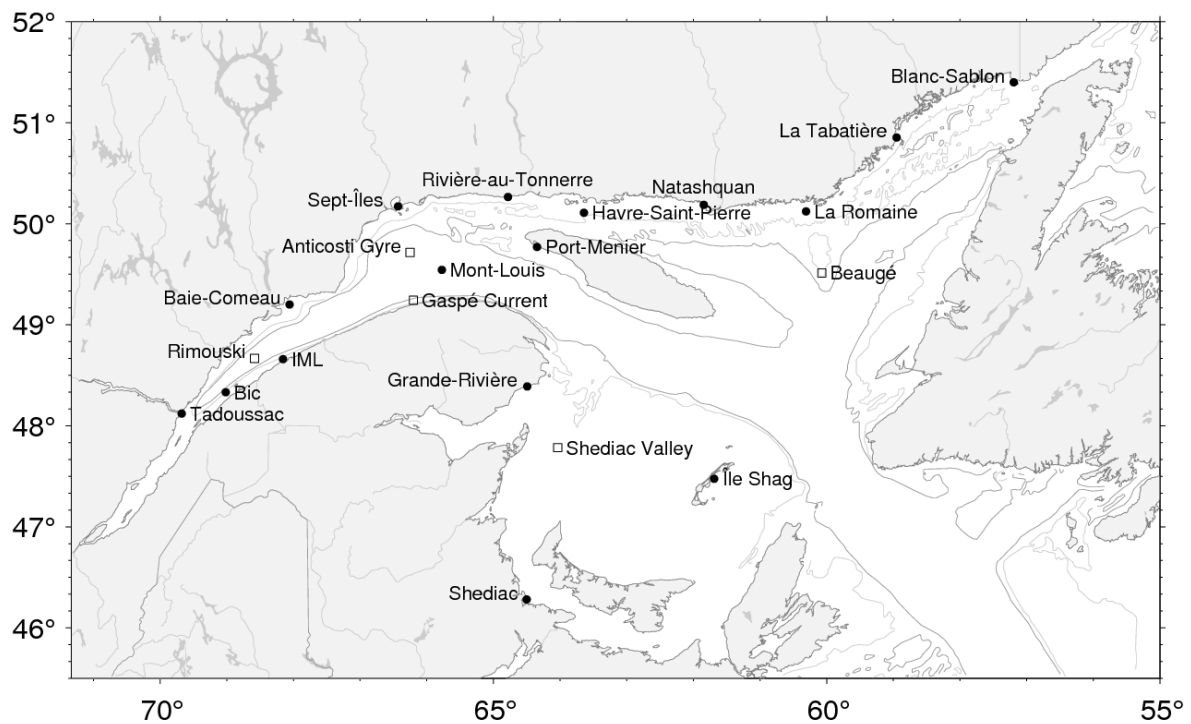 52°
Blanc-Sablon
51°
La Tabatière
Rivière-au-Tonnerre
Natashquan
Sept-Îles
Havre-Saint-Pierre
La Romaine
50°
Anticosti Gyre
Port-Menier
Mont-Louis
Beaugé
Baie-Comeau
Gaspé Current
49°
Rimouski
IML
Grande-Rivière
Bic
Tadoussac
48°
Shediac Valley
Île Shag
47°
Shediac
46°
70° 65° 60° 55°